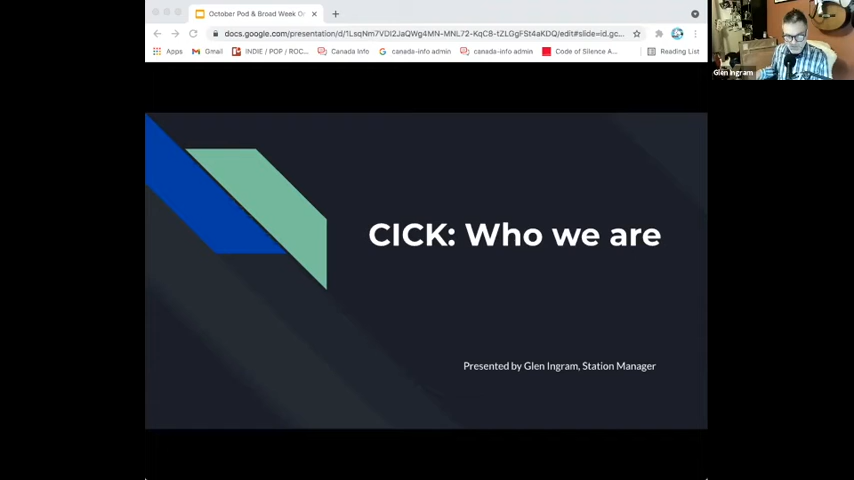 October Pod & Broad Week Or
docs.google.com/presentation/d/1LsqNm7VDI2JaQWg4MN-MNL72-KqC8-tZLGgFSt4aKDQ/edit#slide=id.gc...
Apps Gmail INDIE / POP / ROC... Canada Info canada-info admin canada-info admin Code of Silence A... Reading List
Glen Ingram
CICK: Who we are
Presented by Glen Ingram, Station Manager